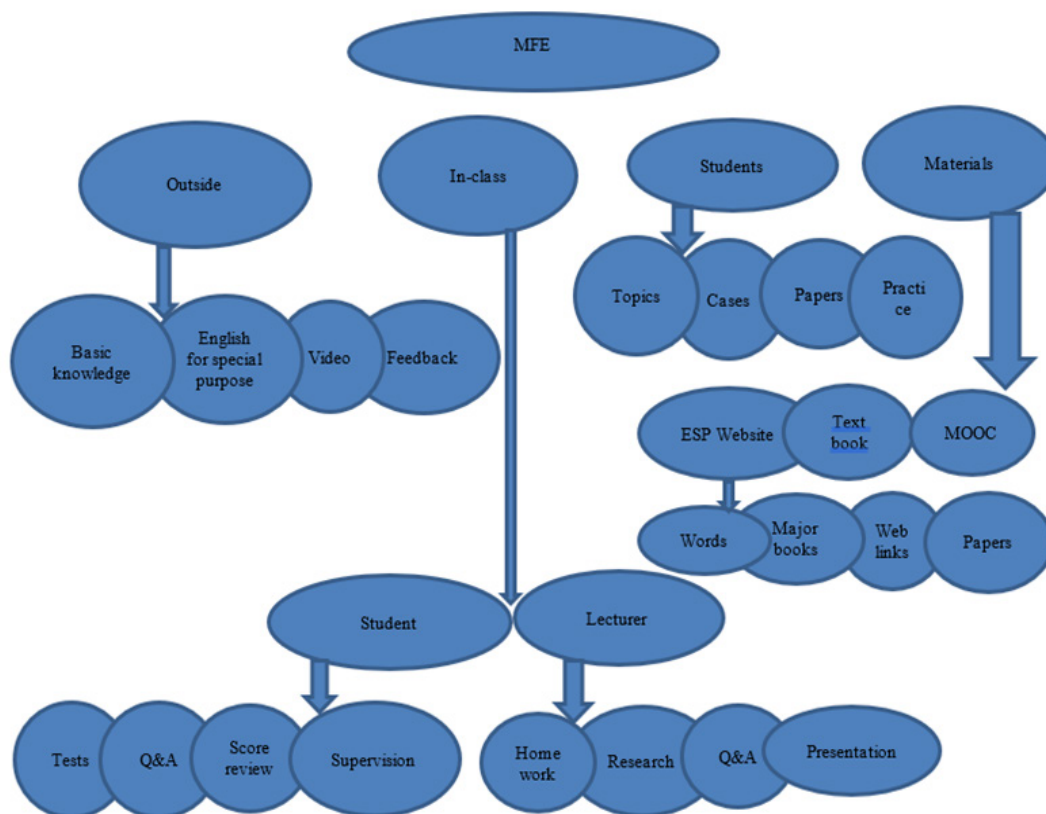 MFE
Outside
In-class
Students
Materials
Topics
Cases
Papers
Practi
ce
Basic
knowledge
English
for special
purpose
Video
Feedback
ESP Website
Text
book
MOOC
Words
Major
books
Web
links
Papers
Student
Lecturer
Tests
Q&A
Score
review
Supervision
Home
work
Research
Q&A
Presentation